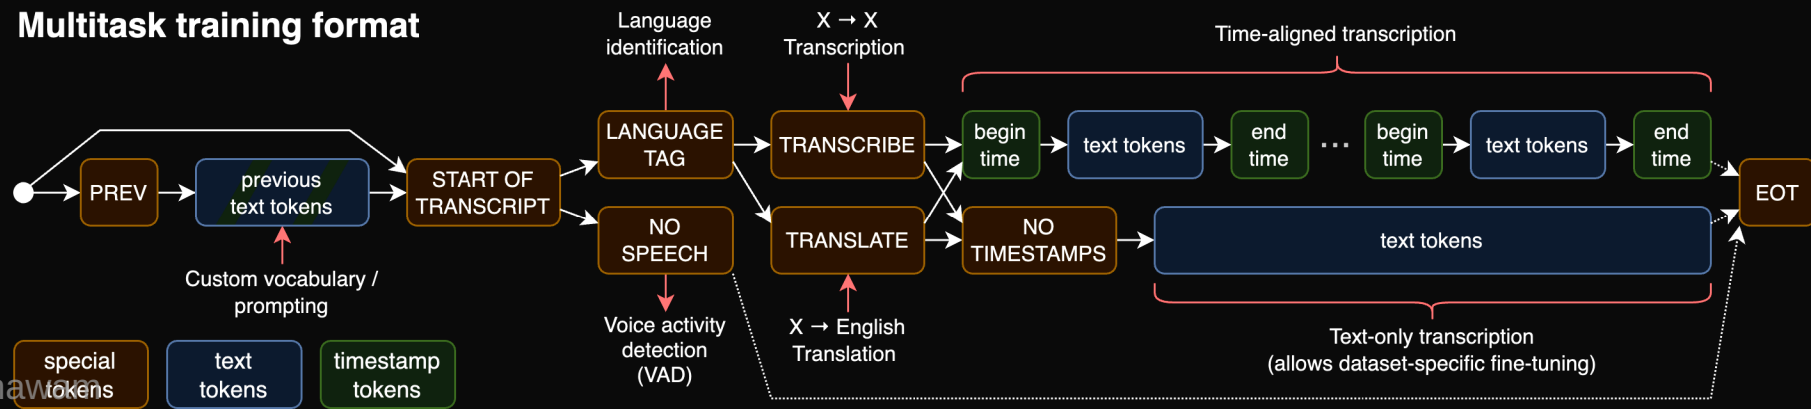 Multitask training format
Language
identification
X → X
Transcription
Time-aligned transcription
PREV
previous
text tokens
START OF
TRANSCRIPT
LANGUAGE
TAG
NO
SPEECH
TRANSCRIBE
TRANSLATE
begin
time
text tokens
end
time
...
begin
time
text tokens
end
time
NO
TIMESTAMPS
text tokens
EOT
Custom vocabulary /
prompting
Voice activity
detection
(VAD)
X → English
Translation
Text-only transcription
(allows dataset-specific fine-tuning)
special
tokens
text
tokens
timestamp
tokens